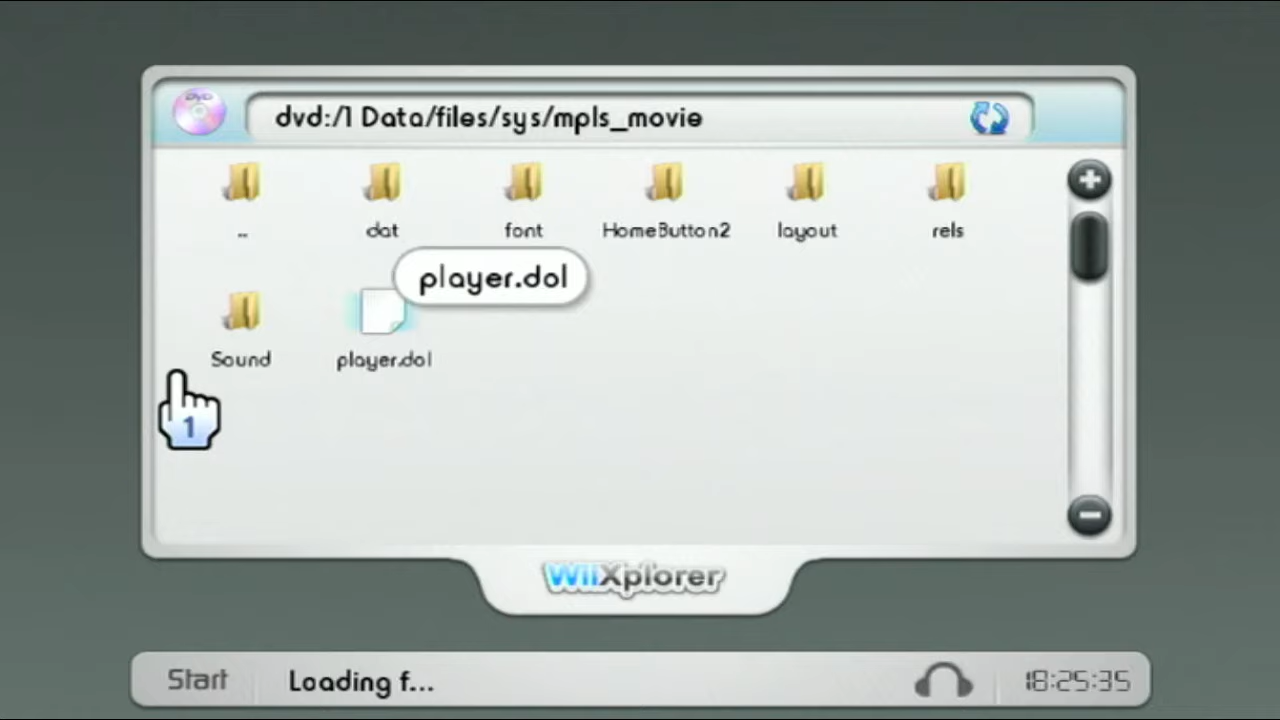 DVD
dvd:/1 Data/files/sys/mpls_movie
.. dat font HomeButton2 layout rels
player.dol
Sound player.dol
1
WiiXplorer
Start Loading f... 18:25:35